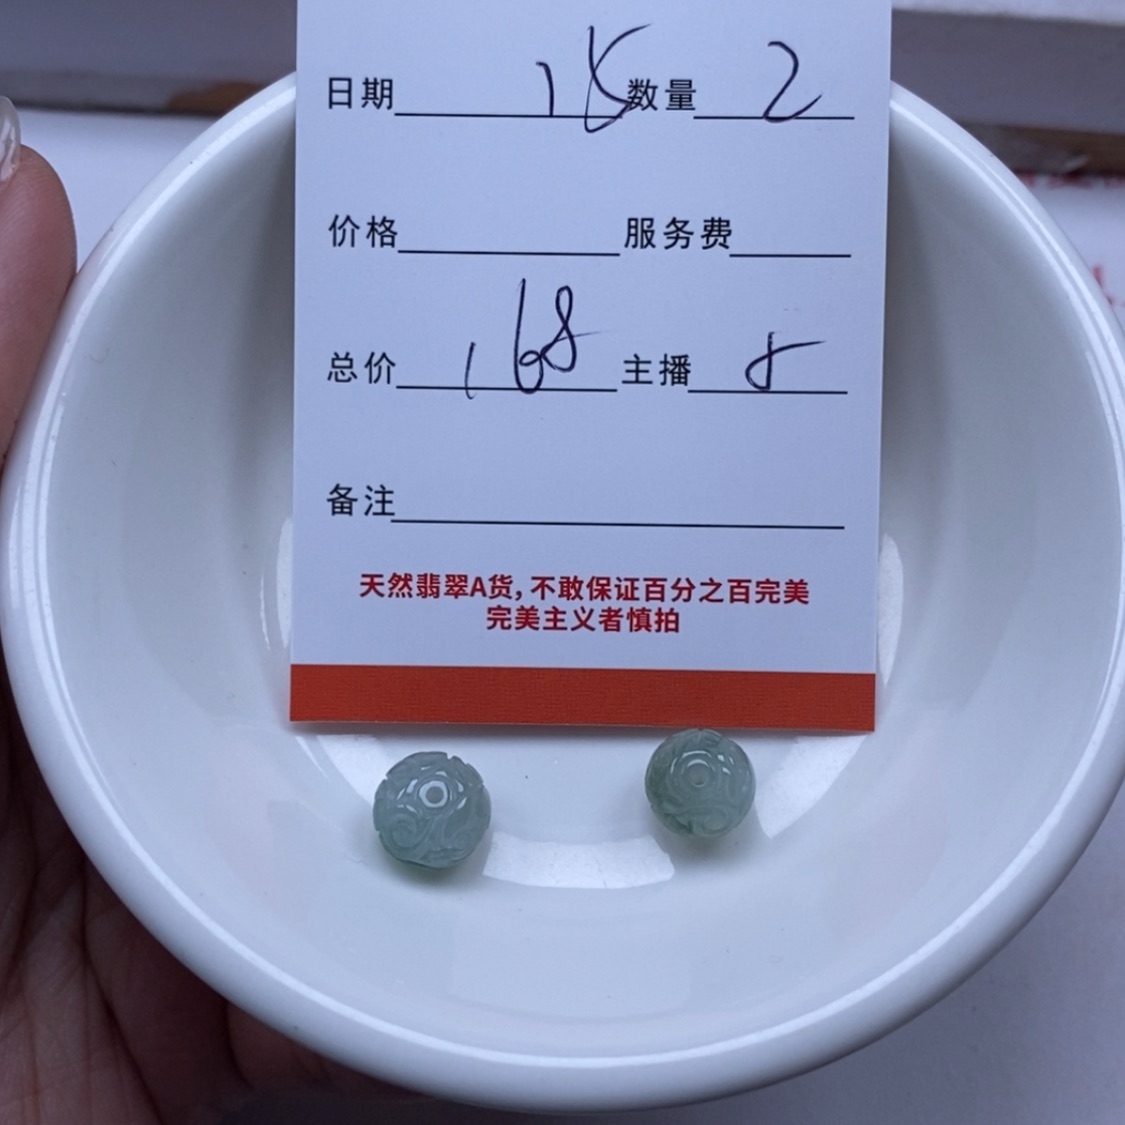 日期 15 数量 2
价格 服务费
总价 168 主播
备注
天然翡翠A货,不敢保证百分之百完美
完美主义者慎拍